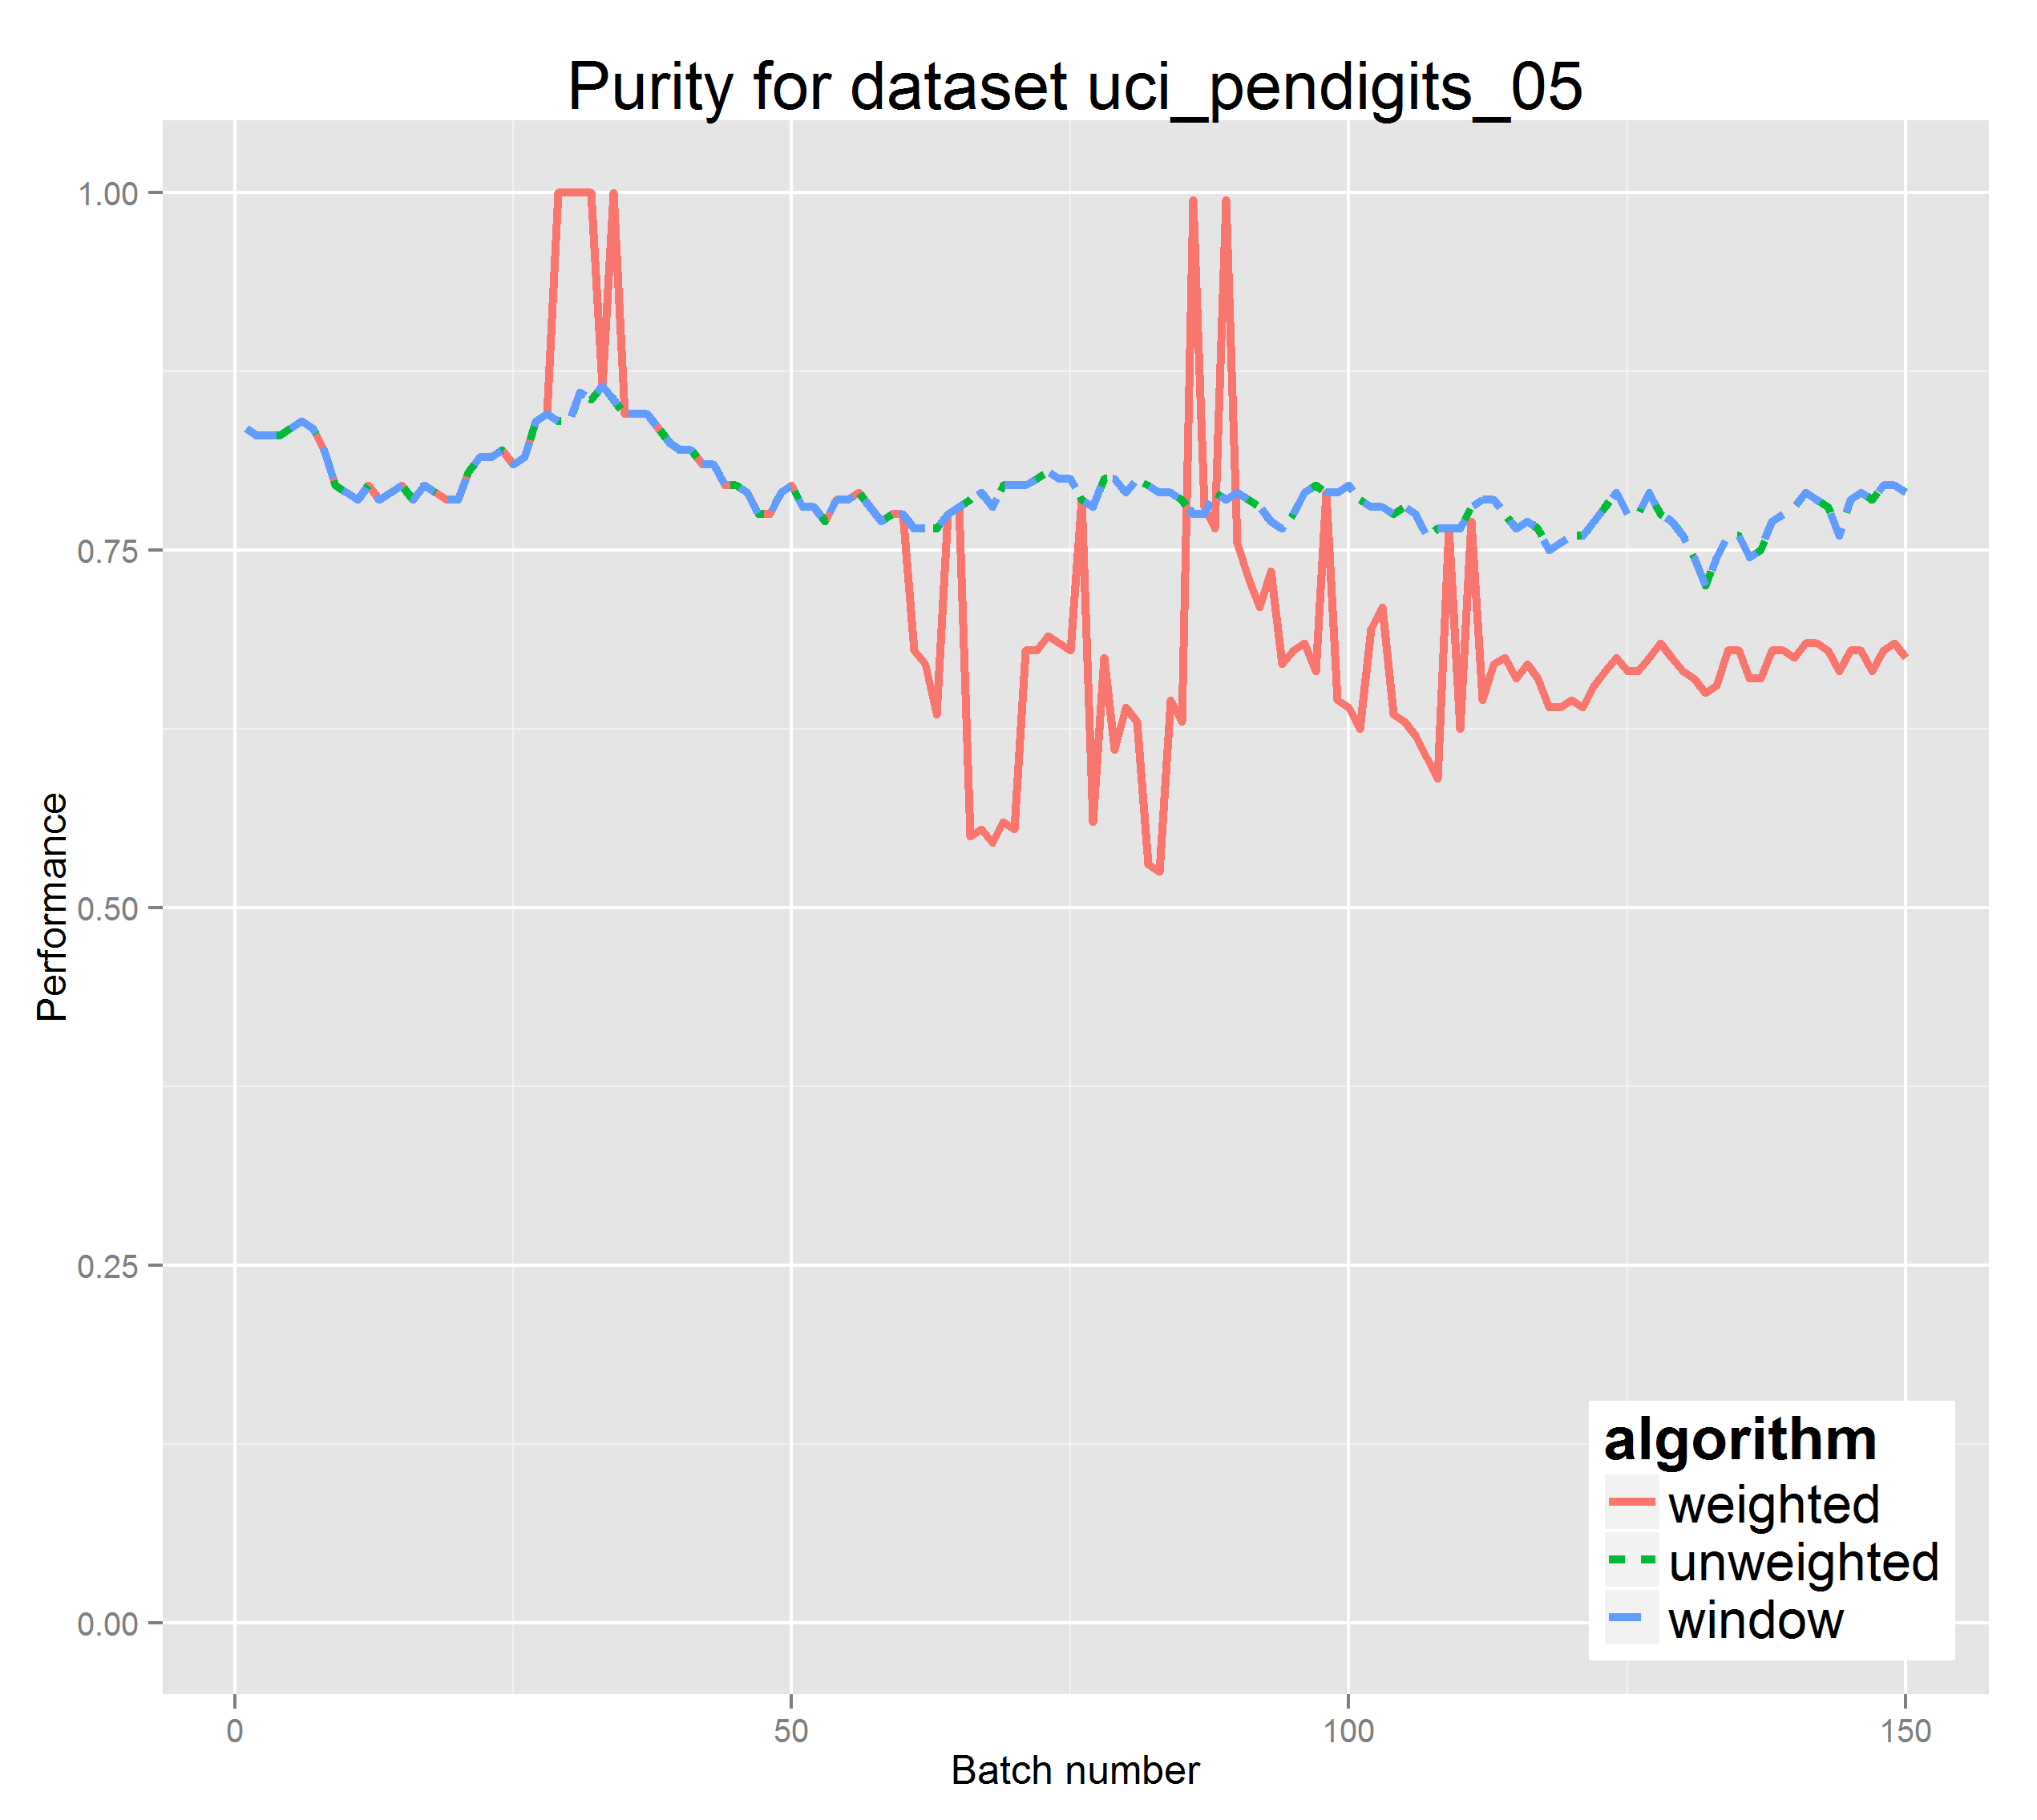 Purity for dataset uci_pendigits_05
1.00
0.75
0.50
0.25
0.00
Performance
0
50
100
150
Batch number
algorithm
weighted
unweighted
window